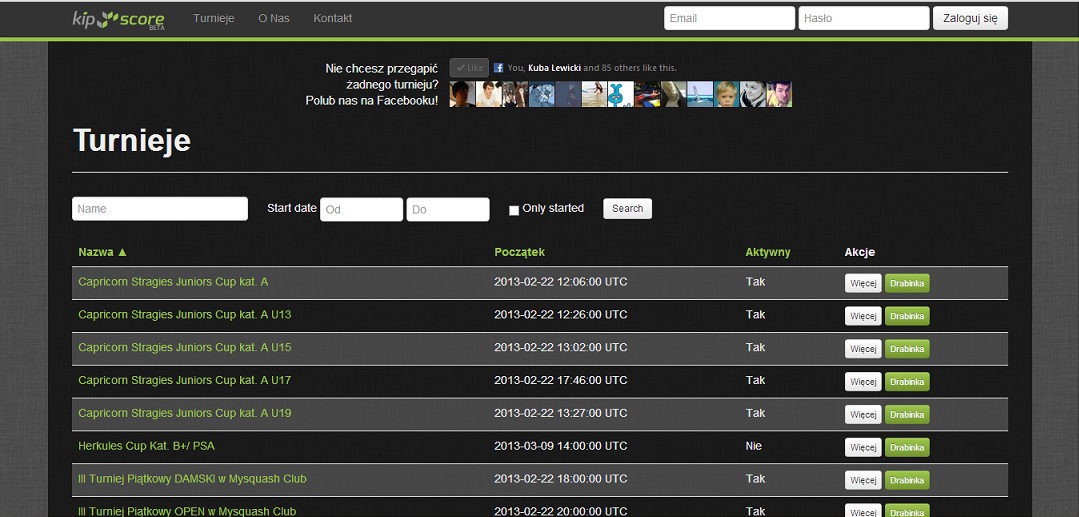 kip score BETA Turnieje O Nas Kontakt Email Hasło Zaloguj się
Nie chcesz przegapić
żadnego turnieju?
Polub nas na Facebooku!
Like You, Kuba Lewicki and 85 others like this.
Turnieje
Name Start date Od Do Only started Search
Nazwa ▲ Początek Aktywny Akcje
Capricorn Stragies Juniors Cup kat. A 2013-02-22 12:06:00 UTC Tak Więcej Drabinka
Capricorn Stragies Juniors Cup kat. A U13 2013-02-22 12:26:00 UTC Tak Więcej Drabinka
Capricorn Stragies Juniors Cup kat. A U15 2013-02-22 13:02:00 UTC Tak Więcej Drabinka
Capricorn Stragies Juniors Cup kat. A U17 2013-02-22 17:46:00 UTC Tak Więcej Drabinka
Capricorn Stragies Juniors Cup kat. A U19 2013-02-22 13:27:00 UTC Tak Więcej Drabinka
Herkules Cup Kat. B+/ PSA 2013-03-09 14:00:00 UTC Nie Więcej Drabinka
III Turniej Piątkowy DAMSKI w Mysquash Club 2013-02-22 18:00:00 UTC Tak Więcej Drabinka
III Turniej Piątkowy OPEN w Mysquash Club 2013-02-22 20:00:00 UTC Tak Więcej Drabinka